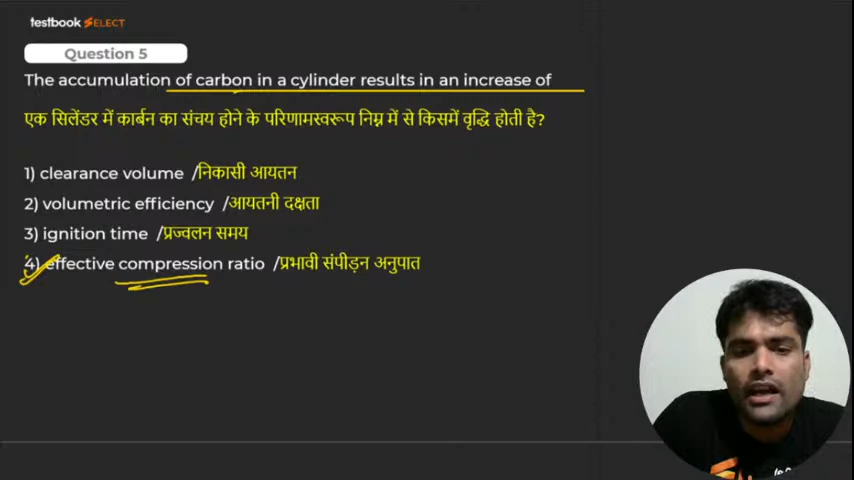 testbook SELECT
Question 5
The accumulation of carbon in a cylinder results in an increase of
एक सिलेंडर में कार्बन का संचय होने के परिणामस्वरूप निम्न में से किसमें वृद्धि होती है?
1) clearance volume /निकासी आयतन
2) volumetric efficiency /आयतनी दक्षता
3) ignition time /प्रज्वलन समय
4) effective compression ratio /प्रभावी संपीड़न अनुपात